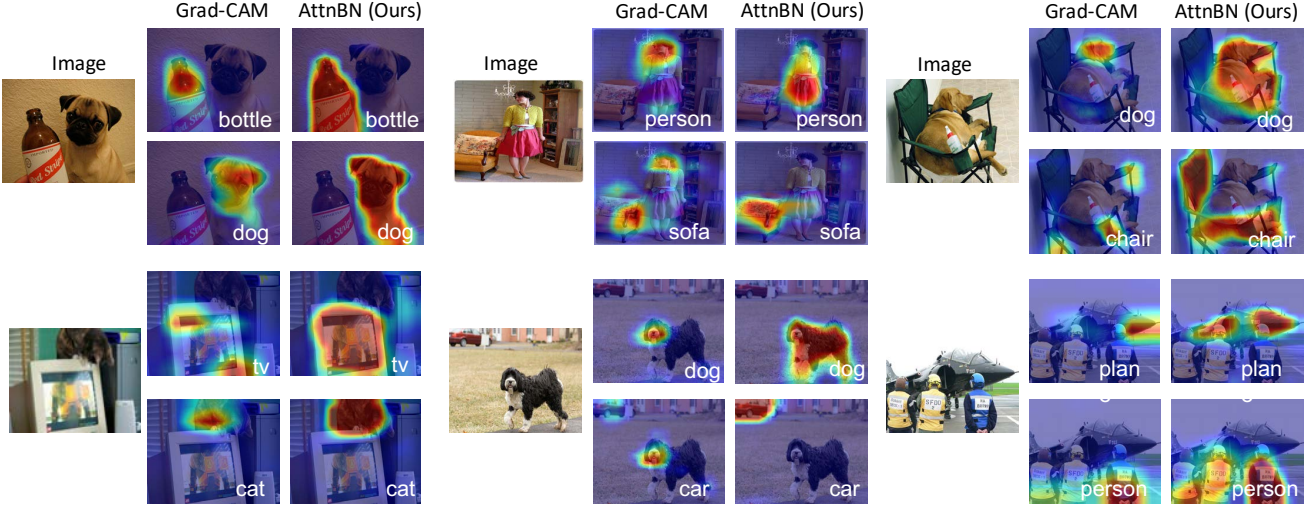 Grad-CAM AttnBN (Ours) Grad-CAM AttnBN (Ours) Grad-CAM AttnBN (Ours)
Image Image Image
bottle bottle person person dog dog
dog dog sofa sofa chair chair
tv tv dog dog plan plan
cat cat car car person person